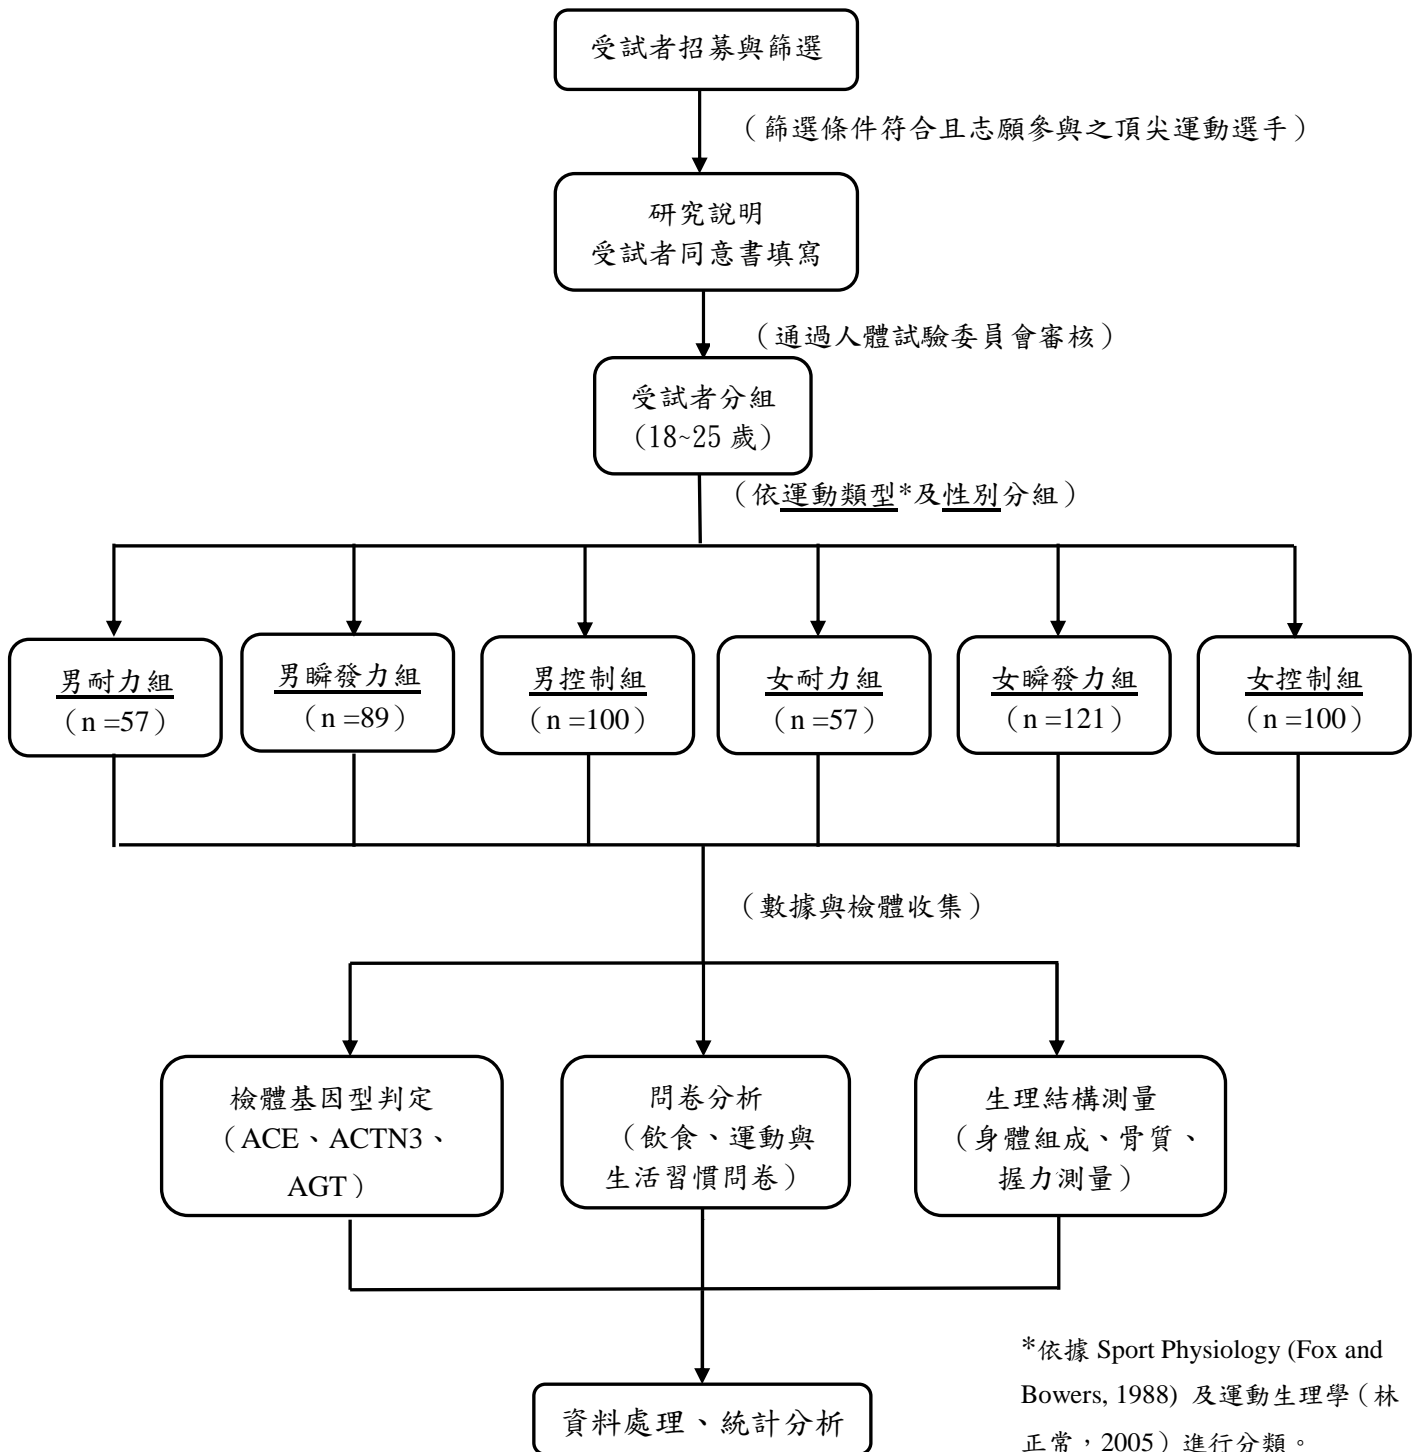 受試者招募與篩選
（篩選條件符合且志願參與之頂尖運動選手）
研究說明
受試者同意書填寫
（通過人體試驗委員會審核）
受試者分組
（18~25 歲）
（依運動類型*及性別分組）
男耐力組
（n =57）
男瞬發力組
（n =89）
男控制組
（n =100）
女耐力組
（n =57）
女瞬發力組
（n =121）
女控制組
（n =100）
（數據與檢體收集）
檢體基因型判定
（ACE、ACTN3、
AGT）
問卷分析
（飲食、運動與
生活習慣問卷）
生理結構測量
（身體組成、骨質、
握力測量）
資料處理、統計分析
*依據 Sport Physiology (Fox and
Bowers, 1988) 及運動生理學（林
正常，2005）進行分類。